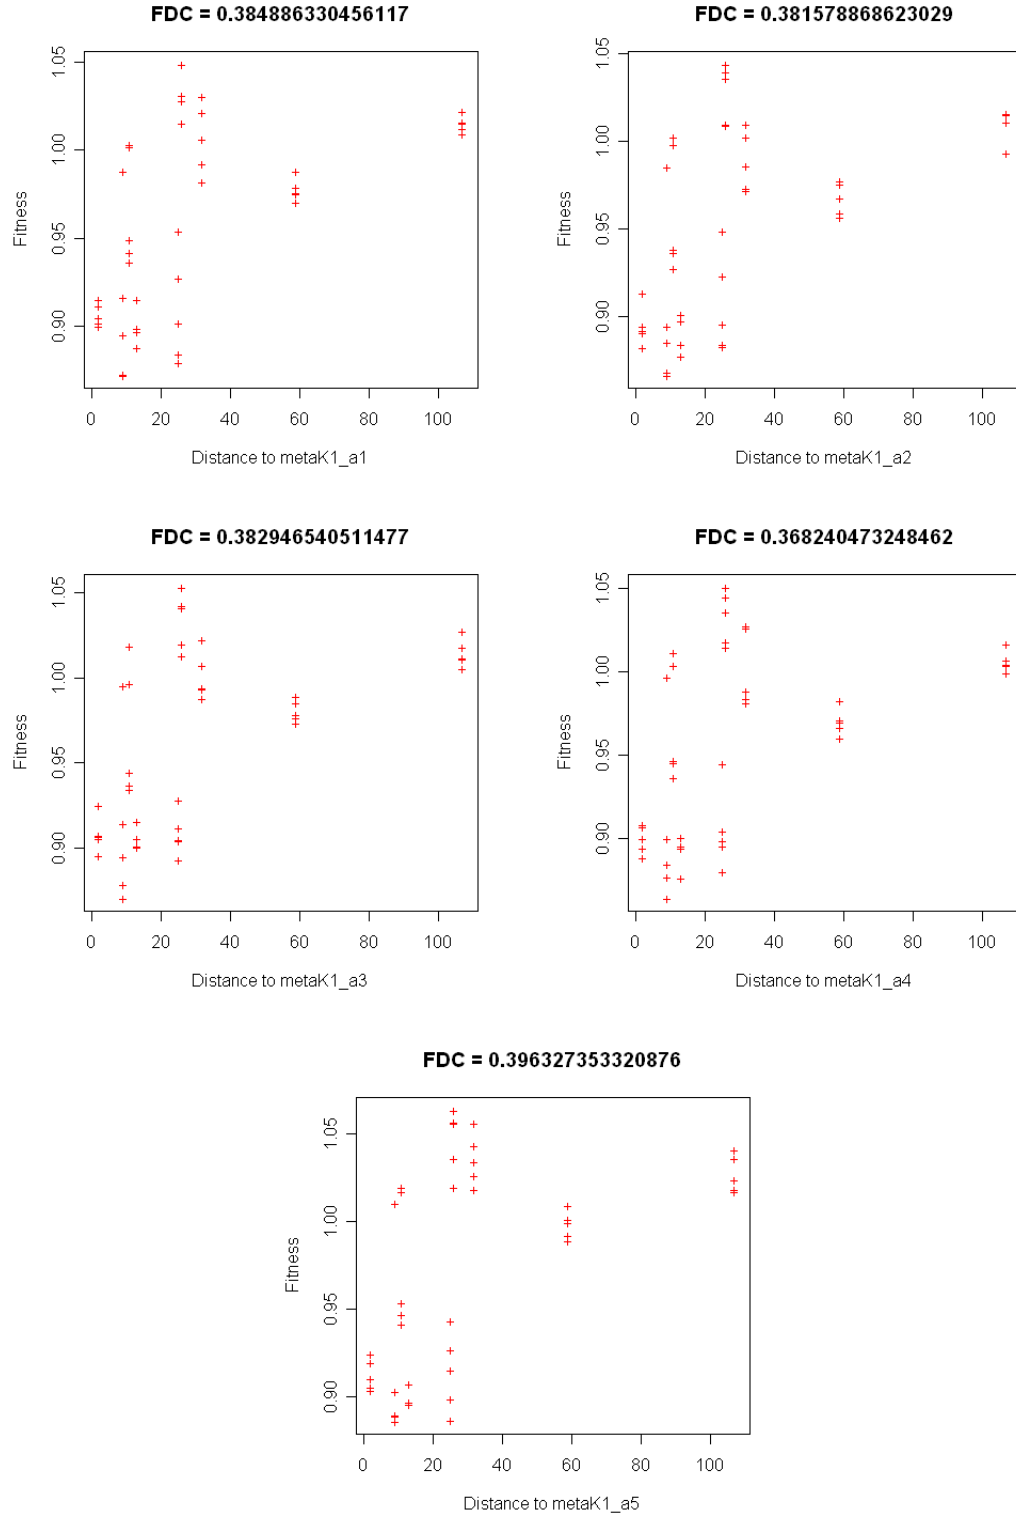 FDC = 0.384886330456117
Fitness
1.05
1.00
0.95
0.90
0 20 40 60 80 100
Distance to metaK1_a1
FDC = 0.381578868623029
Fitness
1.05
1.00
0.95
0.90
0 20 40 60 80 100
Distance to metaK1_a2
FDC = 0.382946540511477
Fitness
1.05
1.00
0.95
0.90
0 20 40 60 80 100
Distance to metaK1_a3
FDC = 0.368240473248462
Fitness
1.05
1.00
0.95
0.90
0 20 40 60 80 100
Distance to metaK1_a4
FDC = 0.396327353320876
Fitness
1.05
1.00
0.95
0.90
0 20 40 60 80 100
Distance to metaK1_a5